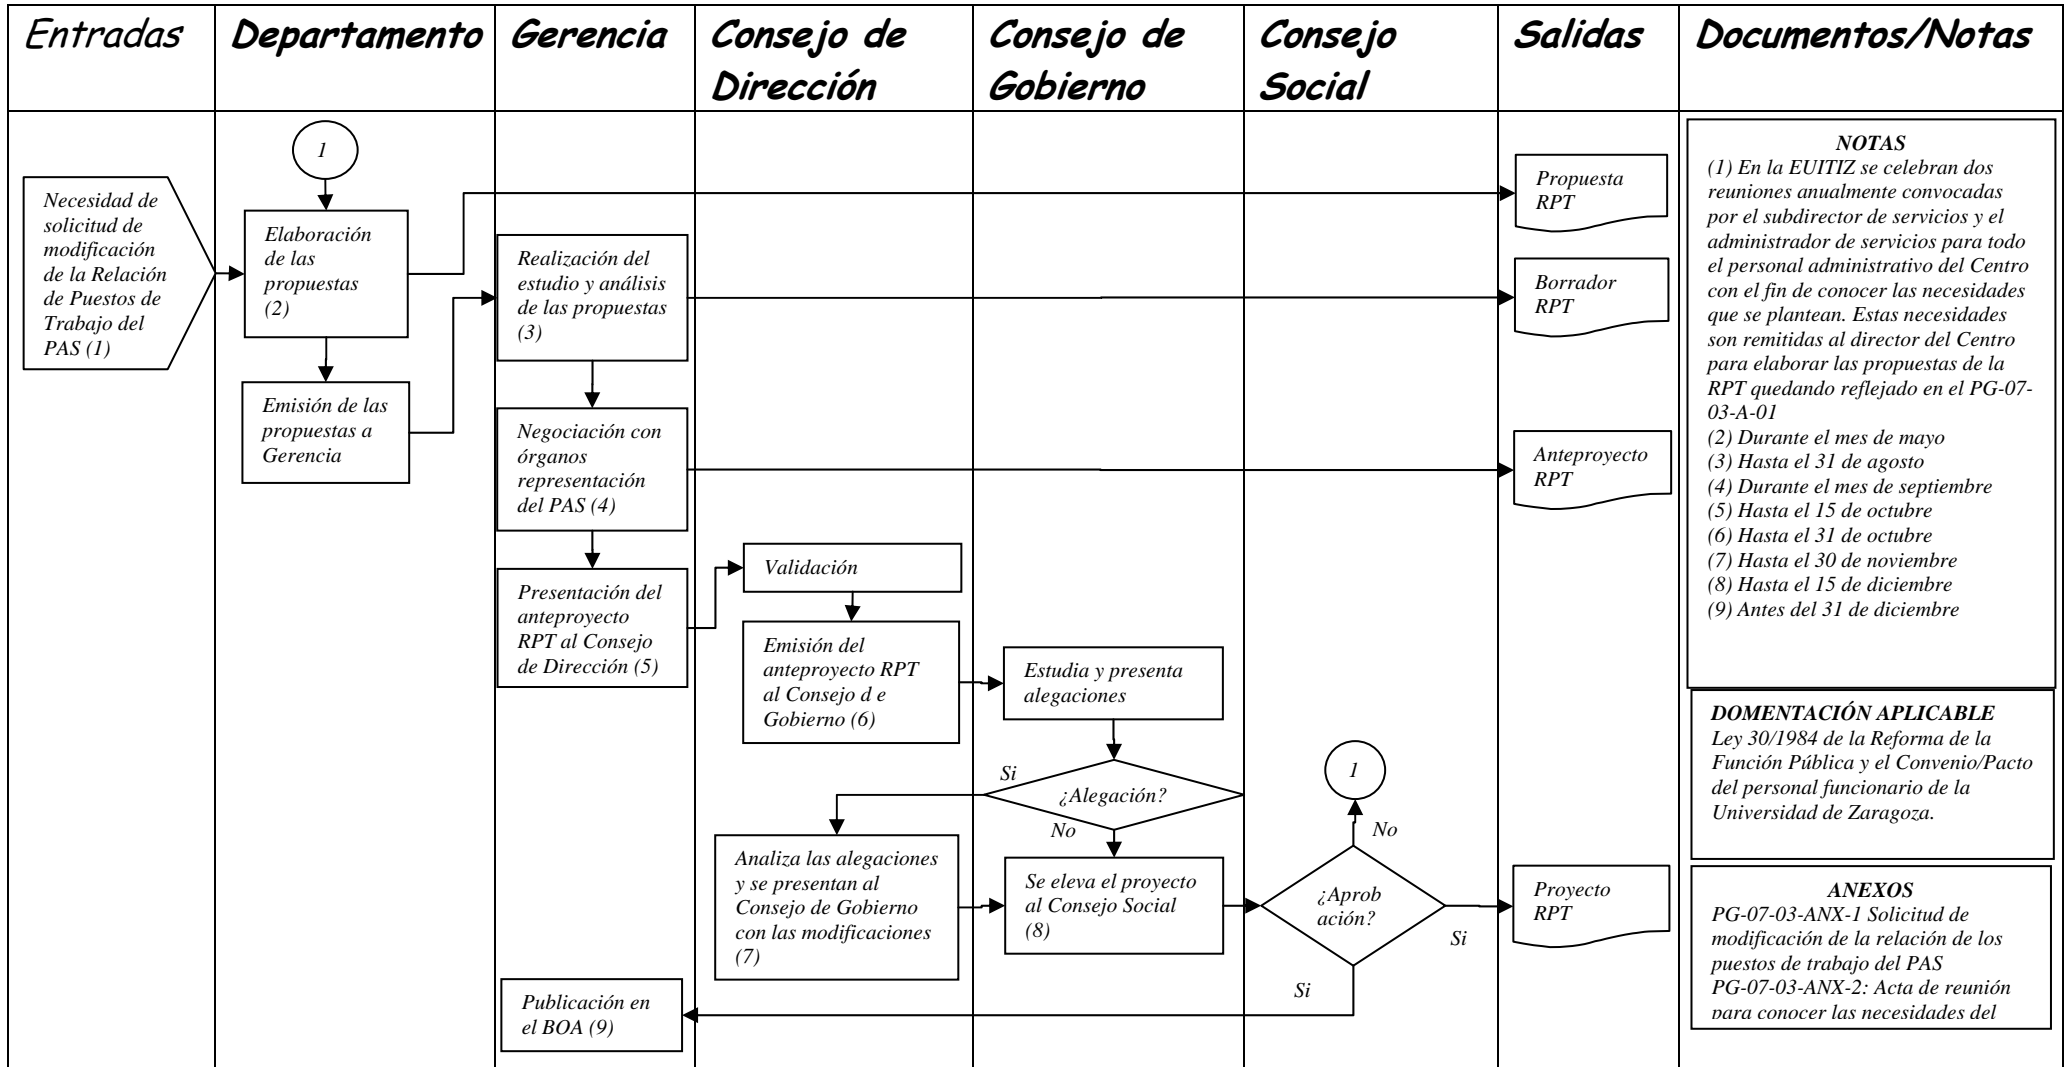 Entradas
Departamento
Gerencia
Consejo de
Dirección
Consejo de
Gobierno
Consejo
Social
Salidas
Documentos/Notas
Necesidad de
solicitud de
modificación
de la Relación
de Puestos de
Trabajo del
PAS (1)
1
Elaboración
de las
propuestas
(2)
Emisión de las
propuestas a
Gerencia
Realización del
estudio y análisis
de las propuestas
(3)
Negociación con
órganos
representación
del PAS (4)
Presentación del
anteproyecto
RPT al Consejo
de Dirección (5)
Publicación en
el BOA (9)
Validación
Emisión del
anteproyecto RPT
al Consejo d e
Gobierno (6)
Analiza las alegaciones
y se presentan al
Consejo de Gobierno
con las modificaciones
(7)
Estudia y presenta
alegaciones
Si
¿Alegación?
No
Se eleva el proyecto
al Consejo Social
(8)
1
No
¿Aprob
ación?
Si
Si
Propuesta
RPT
Borrador
RPT
Anteproyecto
RPT
Proyecto
RPT
NOTAS
(1) En la EUITIZ se celebran dos
reuniones anualmente convocadas
por el subdirector de servicios y el
administrador de servicios para todo
el personal administrativo del Centro
con el fin de conocer las necesidades
que se plantean. Estas necesidades
son remitidas al director del Centro
para elaborar las propuestas de la
RPT quedando reflejado en el PG-07-
03-A-01
(2) Durante el mes de mayo
(3) Hasta el 31 de agosto
(4) Durante el mes de septiembre
(5) Hasta el 15 de octubre
(6) Hasta el 31 de octubre
(7) Hasta el 30 de noviembre
(8) Hasta el 15 de diciembre
(9) Antes del 31 de diciembre
DOMENTACIÓN APLICABLE
Ley 30/1984 de la Reforma de la
Función Pública y el Convenio/Pacto
del personal funcionario de la
Universidad de Zaragoza.
ANEXOS
PG-07-03-ANX-1 Solicitud de
modificación de la relación de los
puestos de trabajo del PAS
PG-07-03-ANX-2: Acta de reunión
para conocer las necesidades del